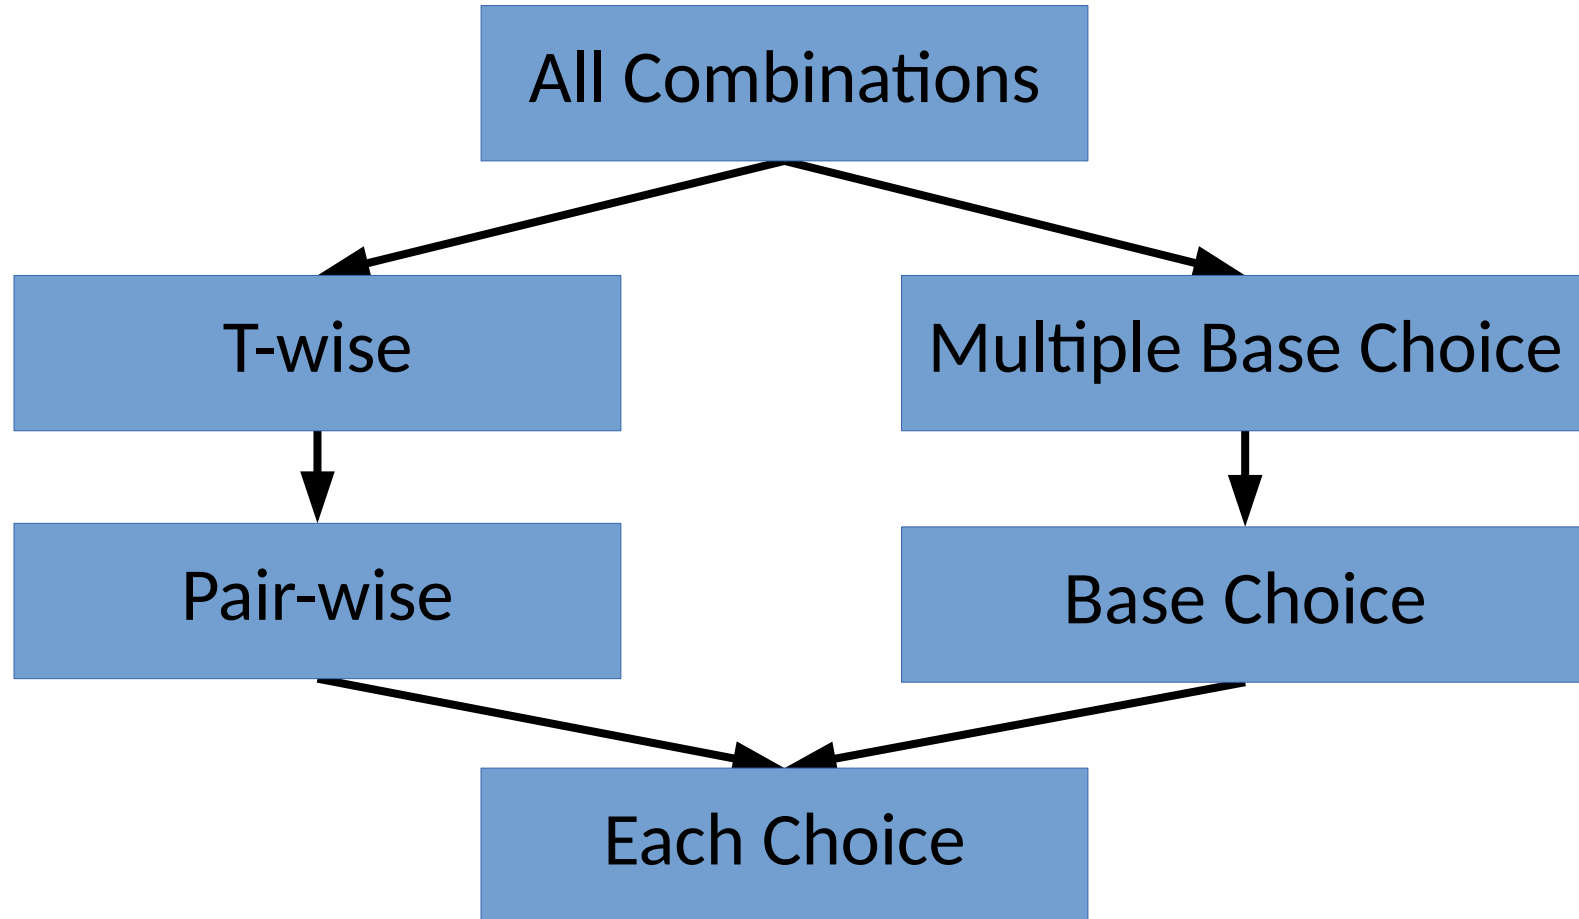 All Combinations
T-wise
Multiple Base Choice
Pair-wise
Base Choice
Each Choice